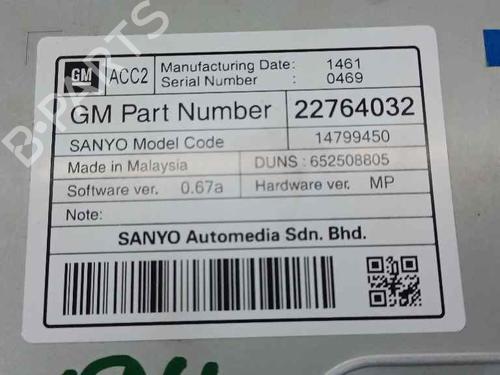 GM
ACC2
Manufacturing Date: 1461
Serial Number : 0469
GM Part Number 22764032
SANYO Model Code 14799450
Made in Malaysia DUNS : 652508805
Software ver. 0.67a Hardware ver. MP
Note:
SANYO Automedia Sdn. Bhd.
B-PARTS